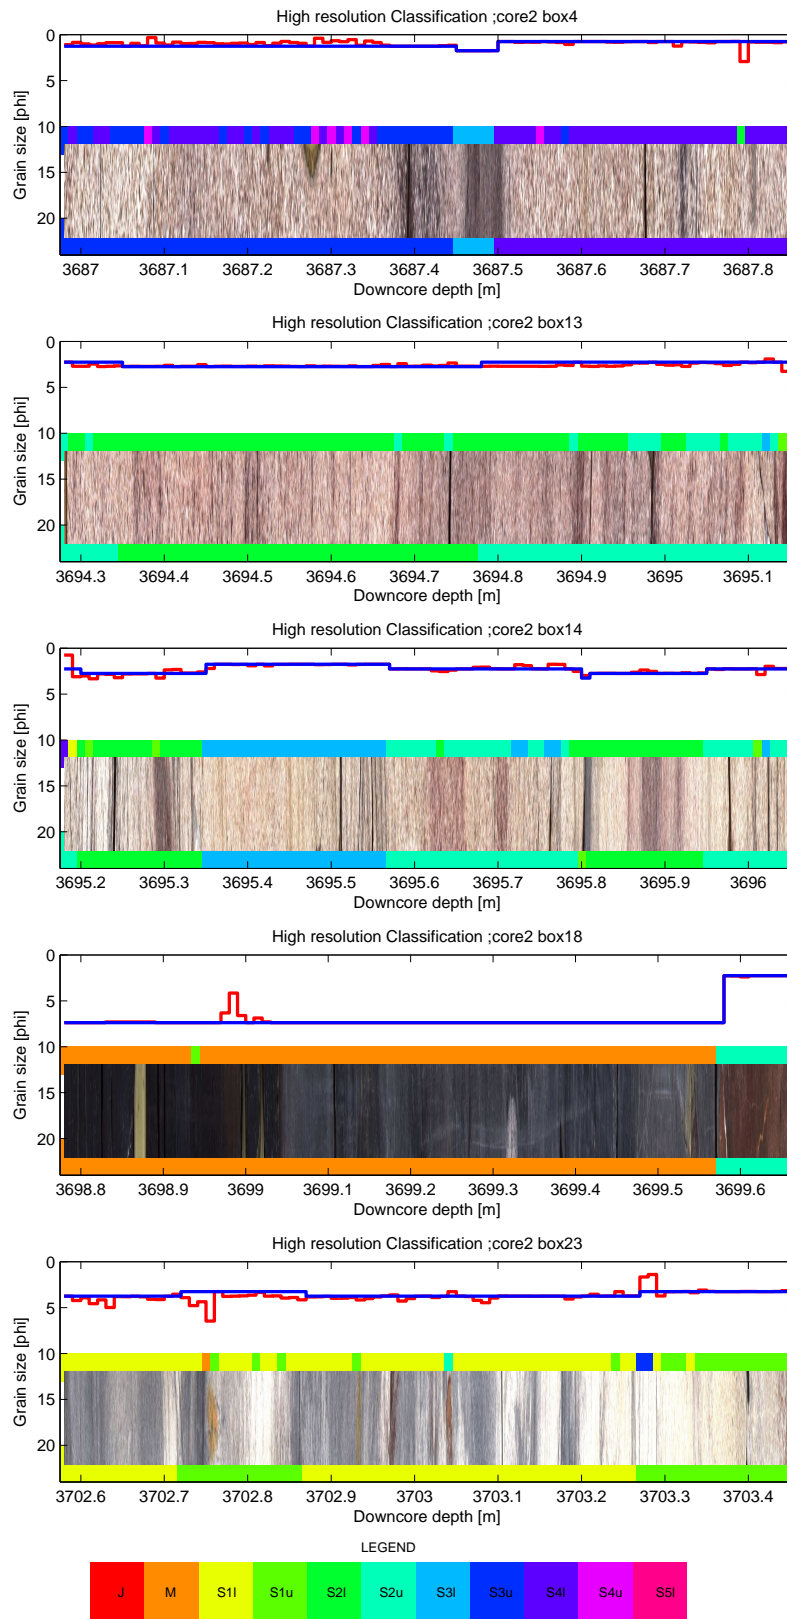 High resolution Classification ;core2 box4
0
5
10
15
20
Grain size [phi]
3687 3687.1 3687.2 3687.3 3687.4 3687.5 3687.6 3687.7 3687.8
Downcore depth [m]
High resolution Classification ;core2 box13
0
5
10
15
20
Grain size [phi]
3694.3 3694.4 3694.5 3694.6 3694.7 3694.8 3694.9 3695 3695.1
Downcore depth [m]
High resolution Classification ;core2 box14
0
5
10
15
20
Grain size [phi]
3695.2 3695.3 3695.4 3695.5 3695.6 3695.7 3695.8 3695.9 3696
Downcore depth [m]
High resolution Classification ;core2 box18
0
5
10
15
20
Grain size [phi]
3698.8 3698.9 3699 3699.1 3699.2 3699.3 3699.4 3699.5 3699.6
Downcore depth [m]
High resolution Classification ;core2 box23
0
5
10
15
20
Grain size [phi]
3702.6 3702.7 3702.8 3702.9 3703 3703.1 3703.2 3703.3 3703.4
Downcore depth [m]
LEGEND
J M S1l S1u S2l S2u S3l S3u S4l S4u S5l